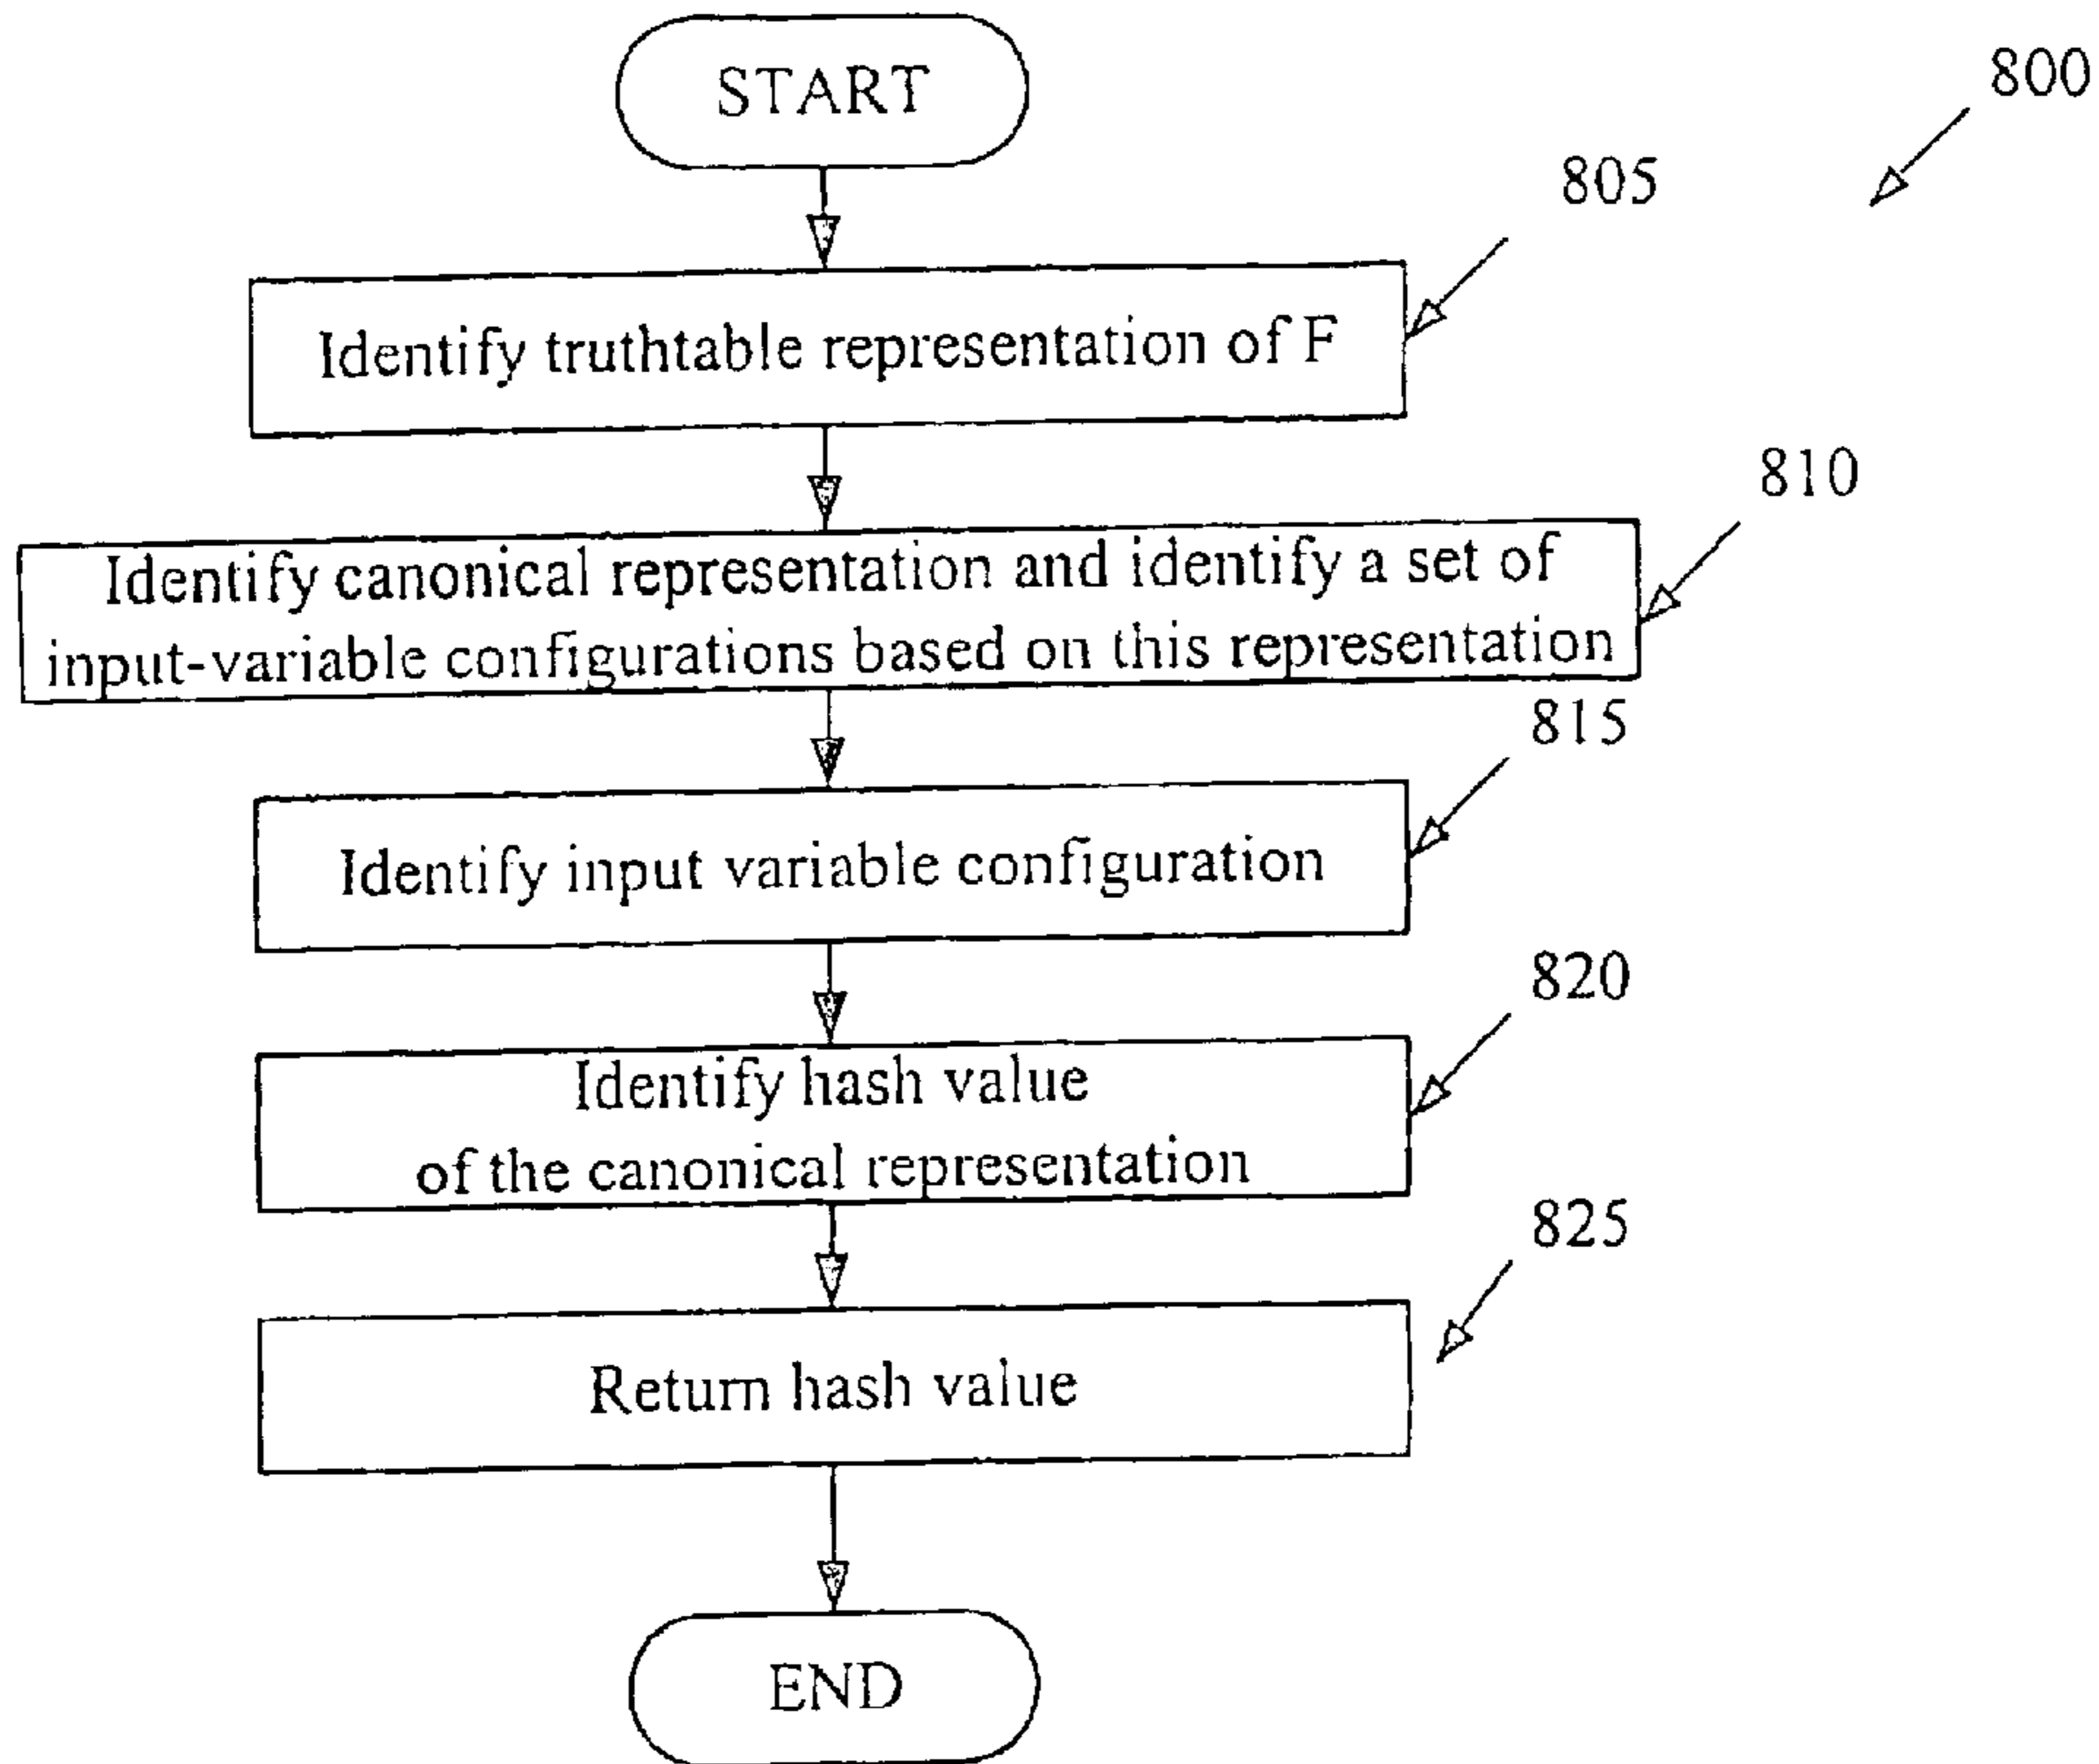 START
800
805
Identify truthtable representation of F
810
Identify canonical representation and identify a set of
input-variable configurations based on this representation
815
Identify input variable configuration
820
Identify hash value
of the canonical representation
825
Return hash value
END